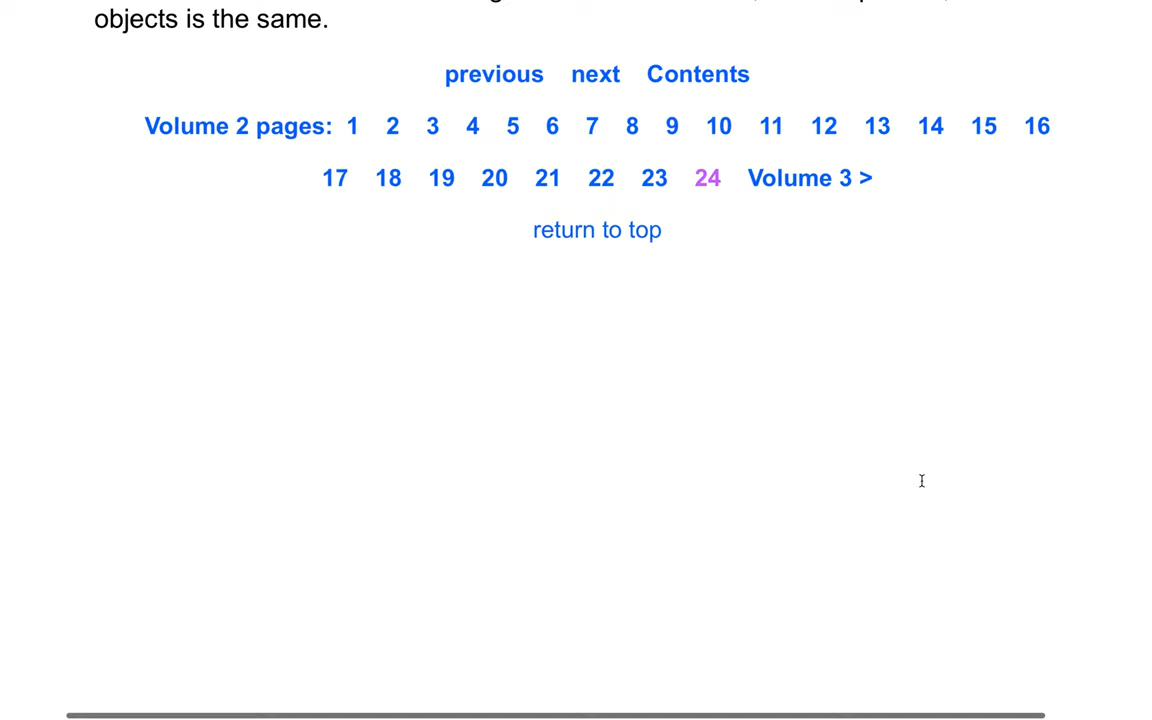 objects is the same.
previous next Contents
Volume 2 pages: 1 2 3 4 5 6 7 8 9 10 11 12 13 14 15 16
17 18 19 20 21 22 23 24 Volume 3 >
return to top